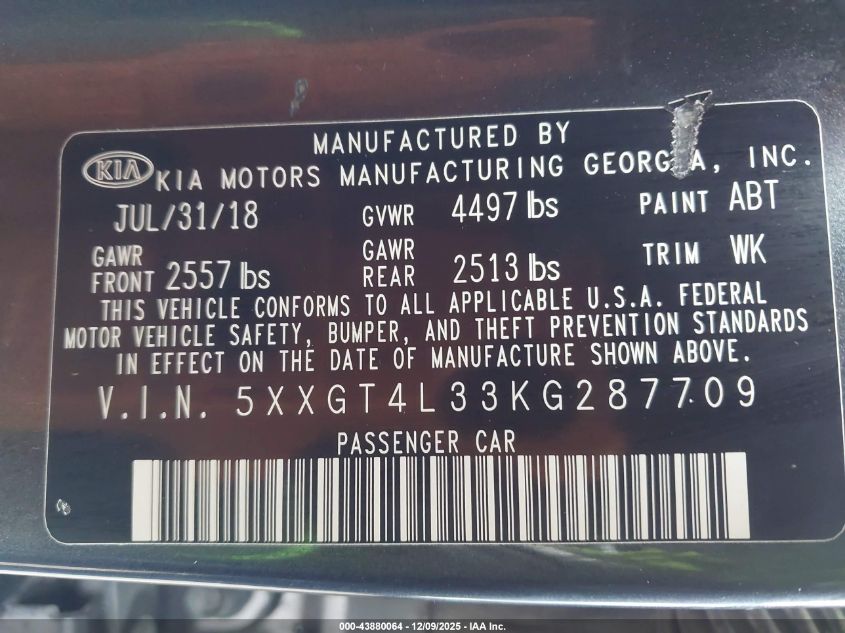 MANUFACTURED BY
KIA KIA MOTORS MANUFACTURING GEORGIA, INC.
JUL/31/18 GVWR 4497 lbs PAINT ABT
GAWR FRONT 2557 lbs GAWR REAR 2513 lbs TRIM WK
THIS VEHICLE CONFORMS TO ALL APPLICABLE U.S.A. FEDERAL
MOTOR VEHICLE SAFETY, BUMPER, AND THEFT PREVENTION STANDARDS
IN EFFECT ON THE DATE OF MANUFACTURE SHOWN ABOVE.
V.I.N. 5XXGT4L33KG287709
PASSENGER CAR
000-43880064 - 12/09/2025 - IAA Inc.